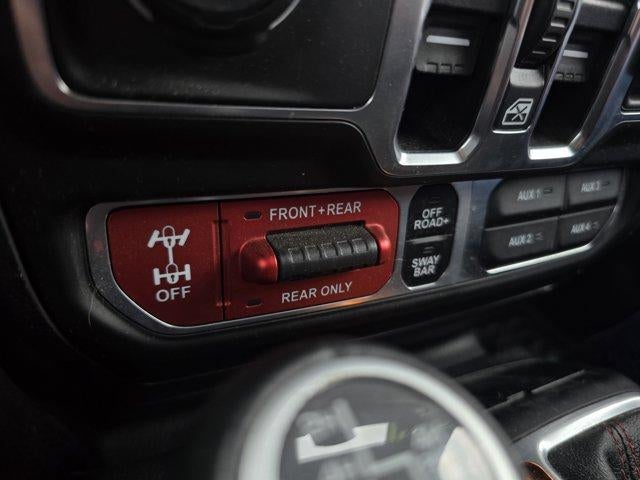 FRONT+REAR
OFF
REAR ONLY
OFF
ROAD+
SWAY
BAR
AUX 1
AUX 3
AUX 2
AUX 4